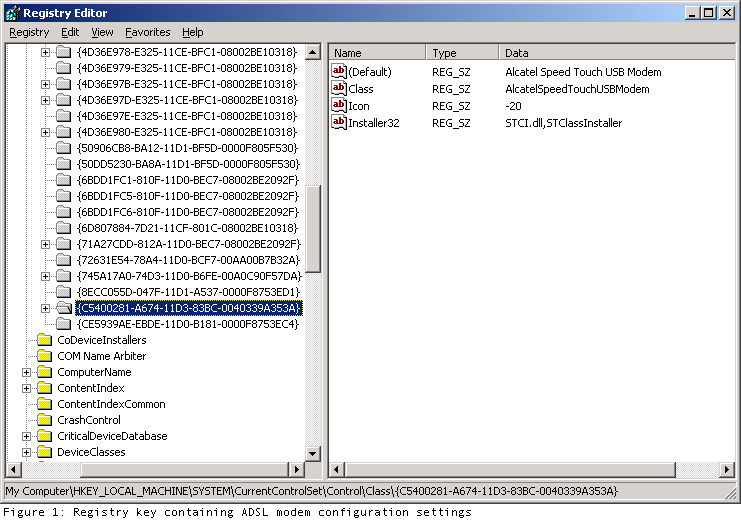 Registry Editor
Registry Edit View Favorites Help
{4D36E978-E325-11CE-BFC1-08002BE10318}
{4D36E979-E325-11CE-BFC1-08002BE10318}
{4D36E97B-E325-11CE-BFC1-08002BE10318}
{4D36E97D-E325-11CE-BFC1-08002BE10318}
{4D36E97E-E325-11CE-BFC1-08002BE10318}
{4D36E980-E325-11CE-BFC1-08002BE10318}
{50906CB8-BA12-11D1-BF5D-0000F805F530}
{50DD5230-BA8A-11D1-BF5D-0000F805F530}
{6BDD1FC1-810F-11D0-BEC7-08002BE2092F}
{6BDD1FC5-810F-11D0-BEC7-08002BE2092F}
{6BDD1FC6-810F-11D0-BEC7-08002BE2092F}
{6D807884-7D21-11CF-801C-08002BE10318}
{71A27CDD-812A-11D0-BEC7-08002BE2092F}
{72631E54-78A4-11D0-BCF7-00AA00B7B32A}
{745A17A0-74D3-11D0-B6FE-00A0C90F57DA}
{8ECC055D-047F-11D1-A537-0000F8753ED1}
{C5400281-A674-11D3-83BC-0040339A353A}
{CE5939AE-EBDE-11D0-B181-0000F8753EC4}
CoDeviceInstallers
COM Name Arbiter
ComputerName
ContentIndex
ContentIndexCommon
CrashControl
CriticalDeviceDatabase
DeviceClasses
Name Type Data
(Default) REG_SZ Alcatel Speed Touch USB Modem
Class REG_SZ AlcatelSpeedTouchUSBModem
Icon REG_SZ -20
Installer32 REG_SZ STCI.dll,STClassInstaller
My Computer\HKEY_LOCAL_MACHINE\SYSTEM\CurrentControlSet\Control\Class\{C5400281-A674-11D3-83BC-0040339A353A}
Figure 1: Registry key containing ADSL modem configuration settings